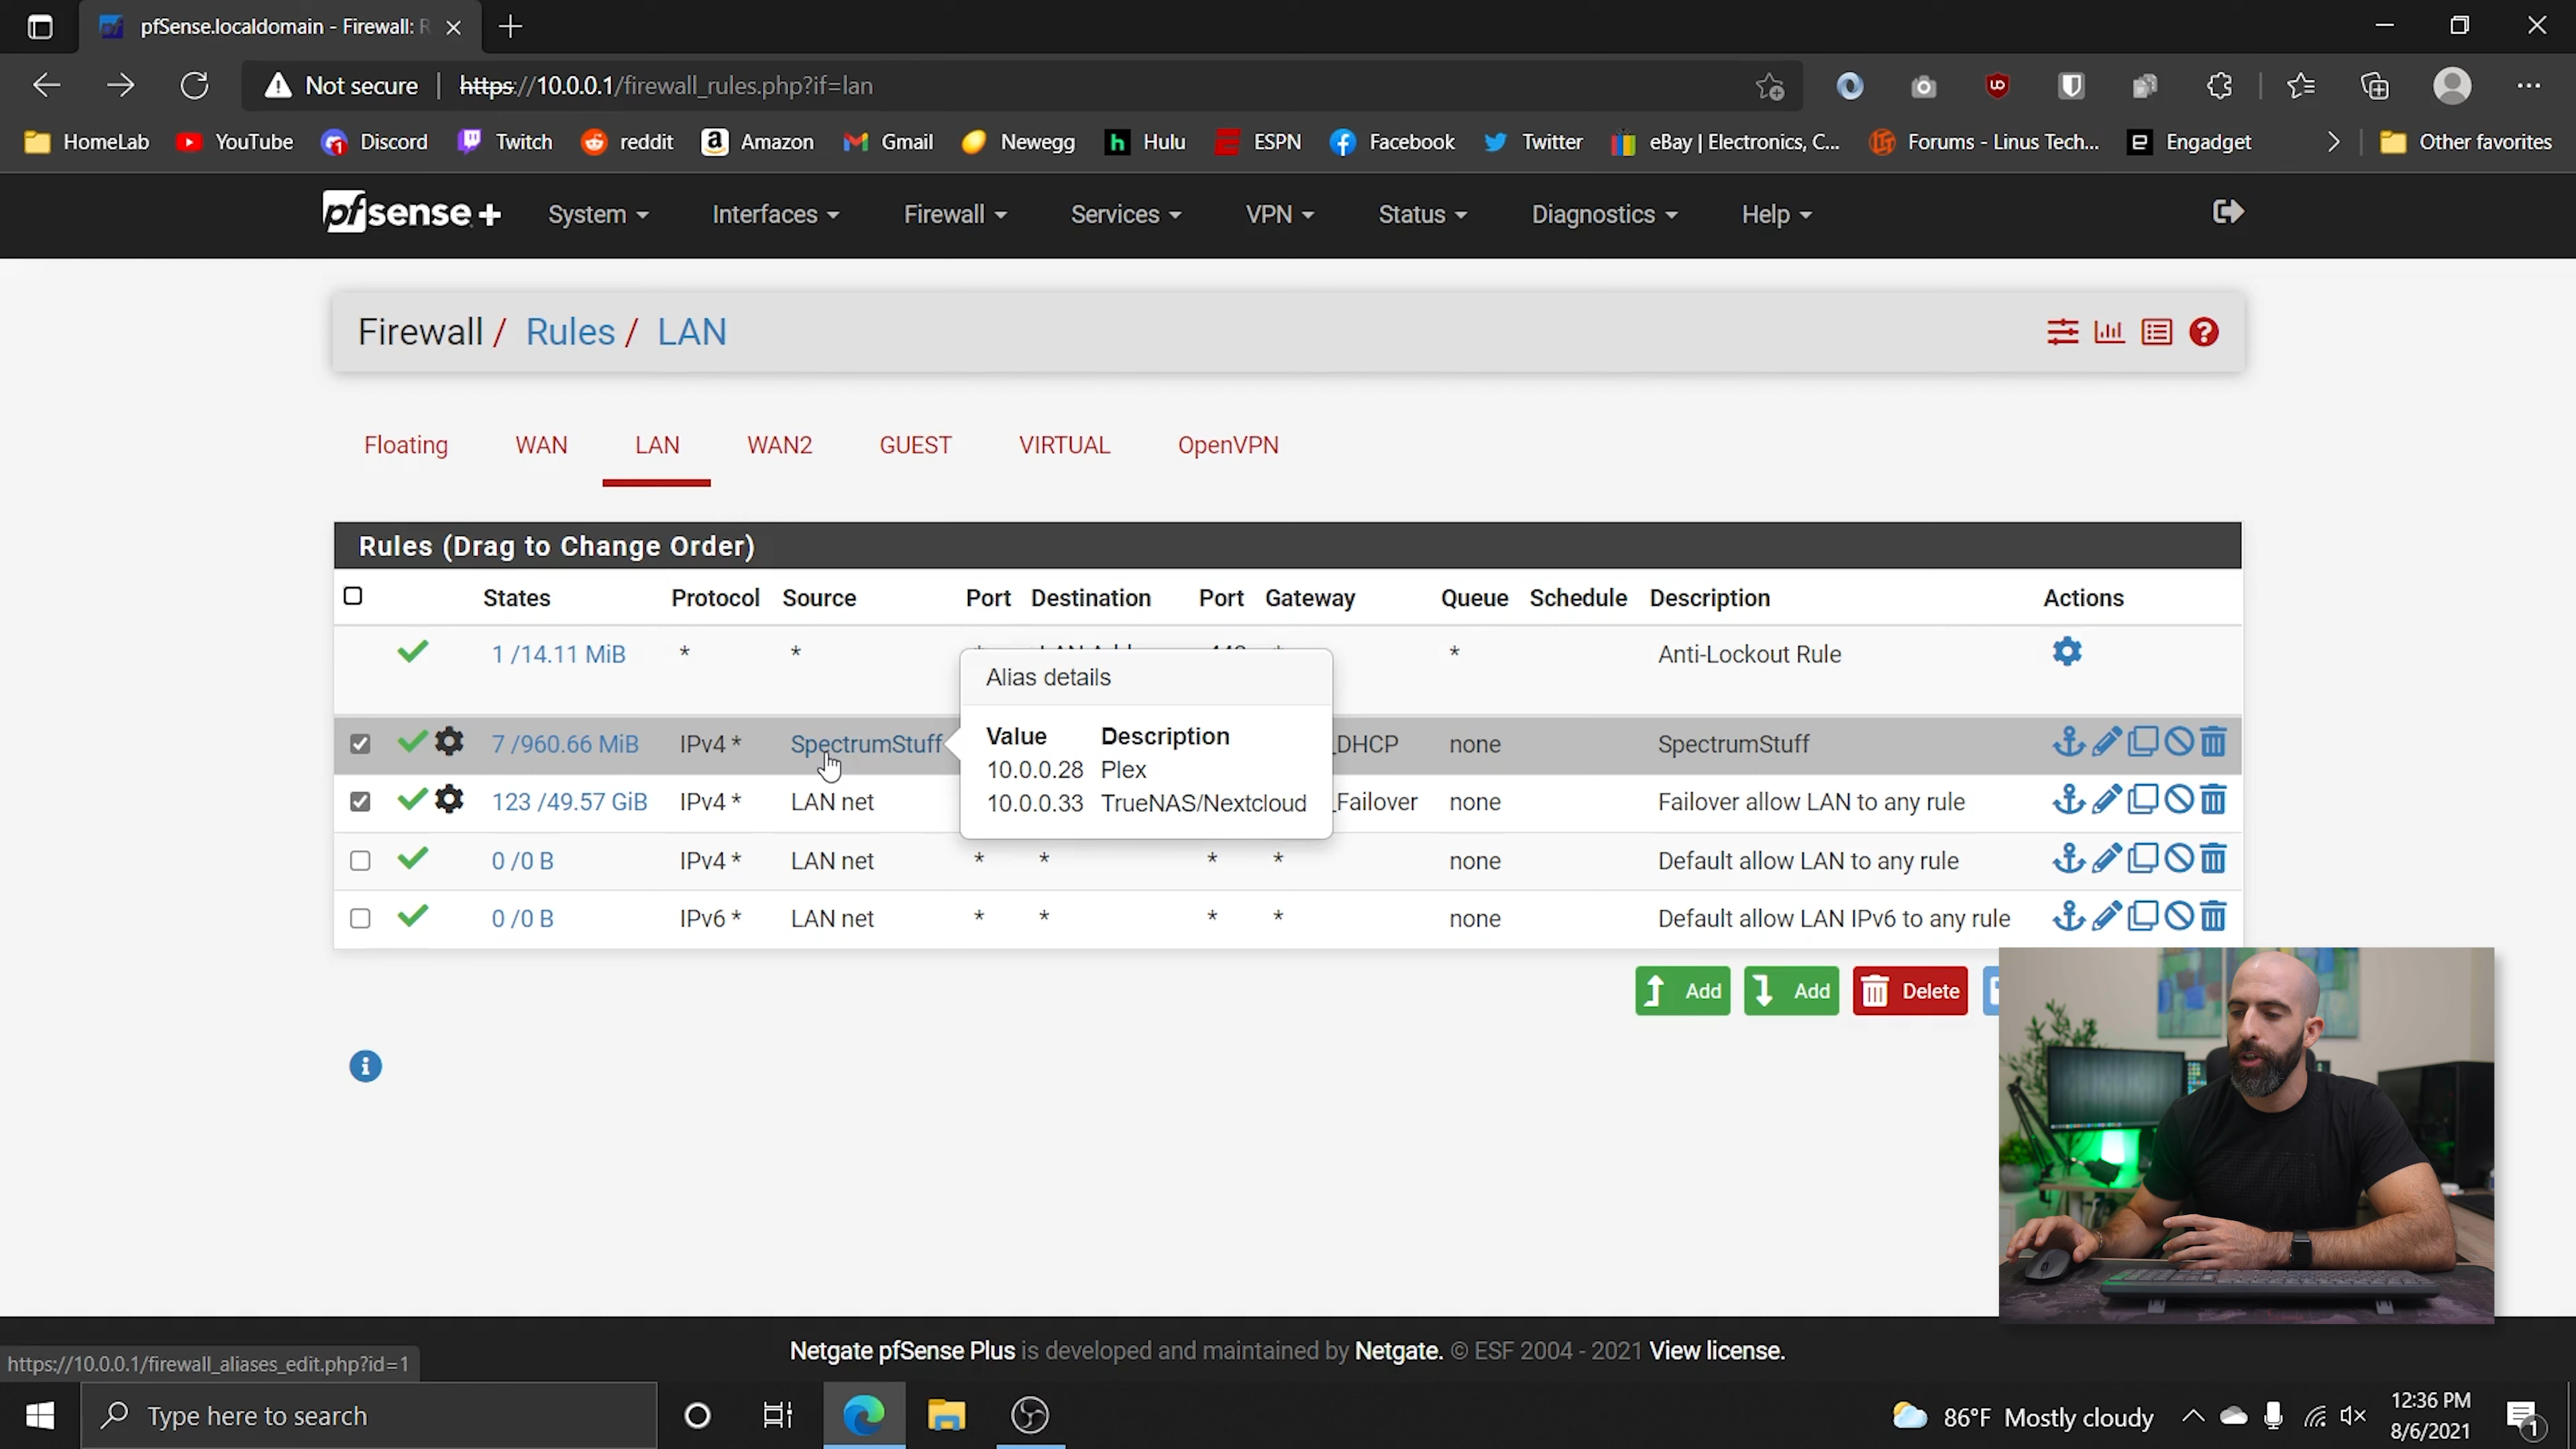 pfSense.localdomain - Firewall: R
Not secure https://10.0.0.1/firewall_rules.php?if=lan
HomeLab YouTube Discord Twitch reddit Amazon Gmail Newegg Hulu ESPN Facebook Twitter eBay | Electronics, C... Forums - Linus Tech... Engadget Other favorites
pfsense + System Interfaces Firewall Services VPN Status Diagnostics Help
Firewall / Rules / LAN
Floating WAN LAN WAN2 GUEST VIRTUAL OpenVPN
Rules (Drag to Change Order)
States Protocol Source Port Destination Port Gateway Queue Schedule Description Actions
1 /14.11 MiB * * * * Anti-Lockout Rule
Alias details
Value Description
10.0.0.28 Plex
10.0.0.33 TrueNAS/Nextcloud
7 /960.66 MiB IPv4 * SpectrumStuff _DHCP none SpectrumStuff
123 /49.57 GiB IPv4 * LAN net _Failover none Failover allow LAN to any rule
0 /0 B IPv4 * LAN net * * * * none Default allow LAN to any rule
0 /0 B IPv6 * LAN net * * * * none Default allow LAN IPv6 to any rule
Add Add Delete
Netgate pfSense Plus is developed and maintained by Netgate. © ESF 2004 - 2021 View license.
https://10.0.0.1/firewall_aliases_edit.php?id=1
Type here to search
86°F Mostly cloudy
12:36 PM
8/6/2021
1